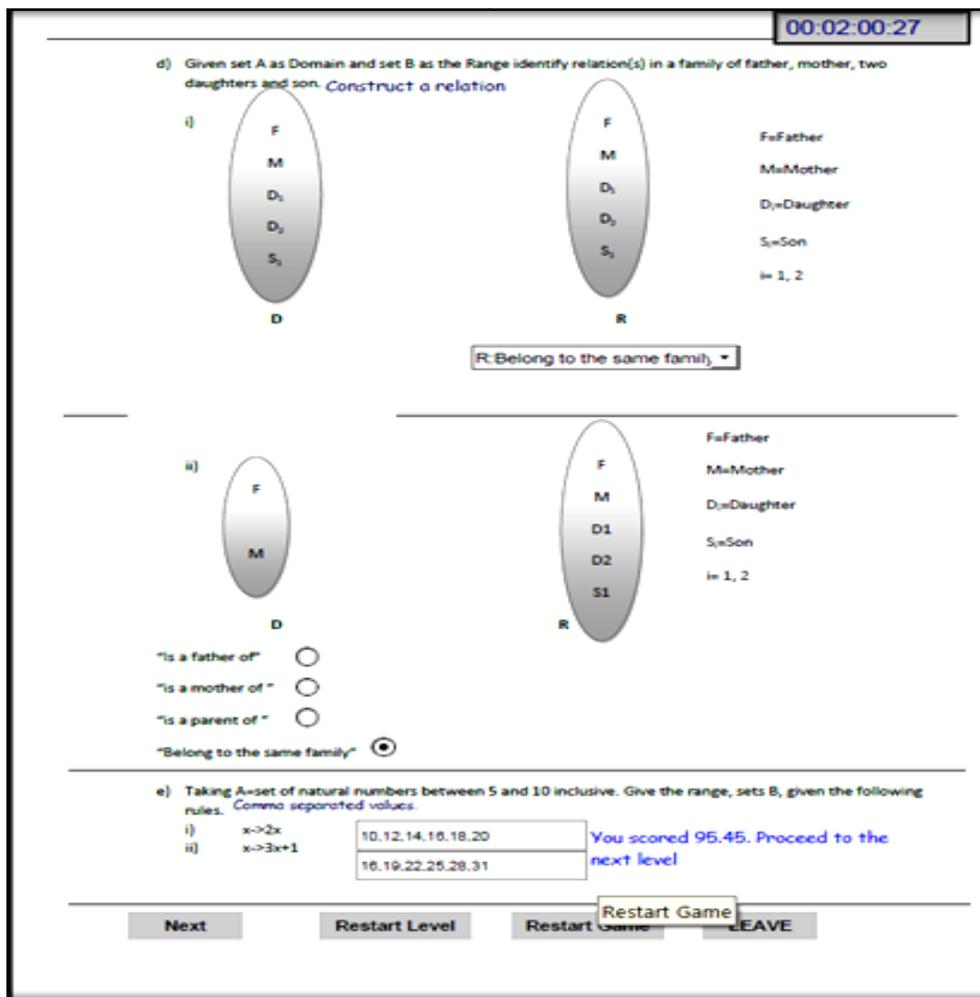 00:02:00:27
d) Given set A as Domain and set B as the Range identify relation(s) in a family of father, mother, two
daughters and son. Construct a relation
i)
F
M
D₁
D₂
S₁
D
F
M
D₁
D₂
S₁
R
F=Father
M=Mother
Dᵢ=Daughter
Sᵢ=Son
i= 1, 2
R:Belong to the same family
ii)
F
M
D
F
M
D1
D2
S1
R
F=Father
M=Mother
Dᵢ=Daughter
Sᵢ=Son
i= 1, 2
"Is a father of"
"is a mother of "
"is a parent of "
"Belong to the same family"
e) Taking A=set of natural numbers between 5 and 10 inclusive. Give the range, sets B, given the following
rules. Comma separated values.
i) x->2x 10,12,14,16,18,20
ii) x->3x+1 16,19,22,25,28,31
You scored 95.45. Proceed to the
next level
Next Restart Level Restart Game LEAVE
Restart Game